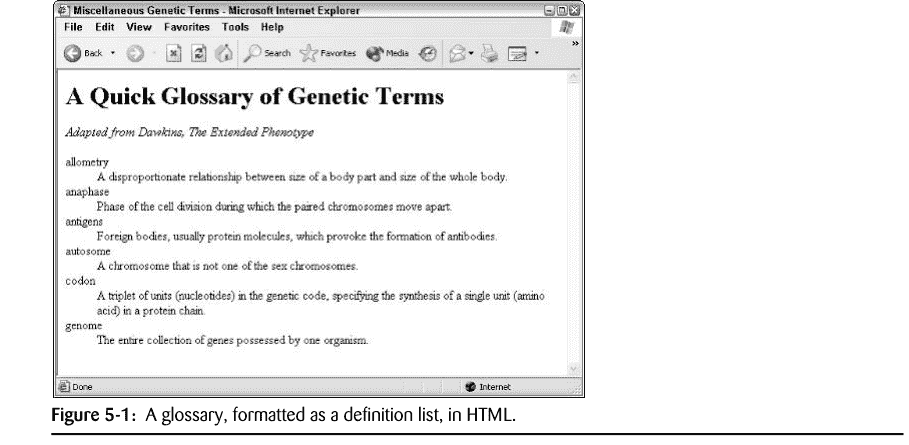 Miscellaneous Genetic Terms - Microsoft Internet Explorer
File Edit View Favorites Tools Help
Back Search Favorites Media »
A Quick Glossary of Genetic Terms
Adapted from Dawkins, The Extended Phenotype
allometry
A disproportionate relationship between size of a body part and size of the whole body.
anaphase
Phase of the cell division during which the paired chromosomes move apart.
antigens
Foreign bodies, usually protein molecules, which provoke the formation of antibodies.
autosome
A chromosome that is not one of the sex chromosomes.
codon
A triplet of units (nucleotides) in the genetic code, specifying the synthesis of a single unit (amino
acid) in a protein chain.
genome
The entire collection of genes possessed by one organism.
Done Internet
Figure 5-1: A glossary, formatted as a definition list, in HTML.